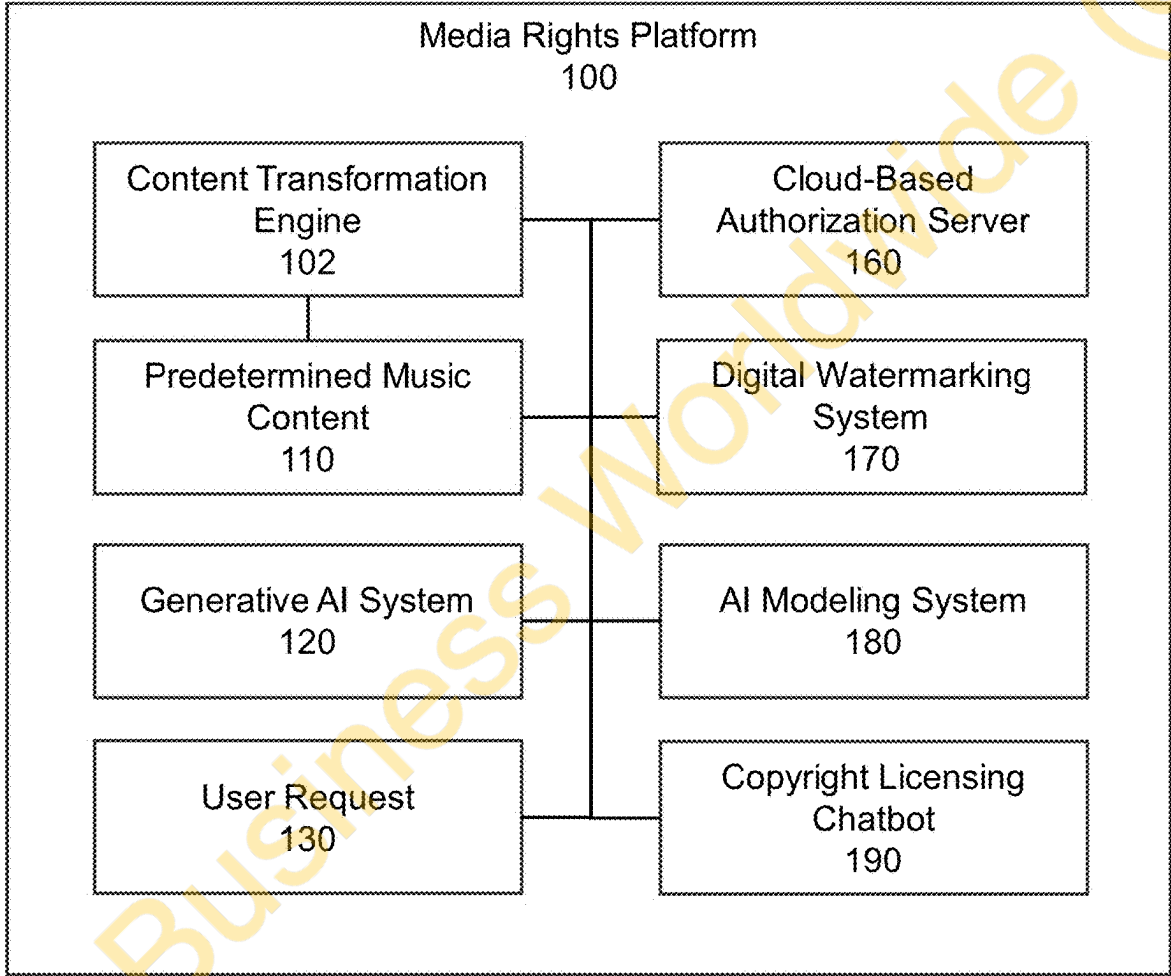 Media Rights Platform
100
Content Transformation
Engine
102
Cloud-Based
Authorization Server
160
Predetermined Music
Content
110
Digital Watermarking
System
170
Generative AI System
120
AI Modeling System
180
User Request
130
Copyright Licensing
Chatbot
190
Business Worldwide (